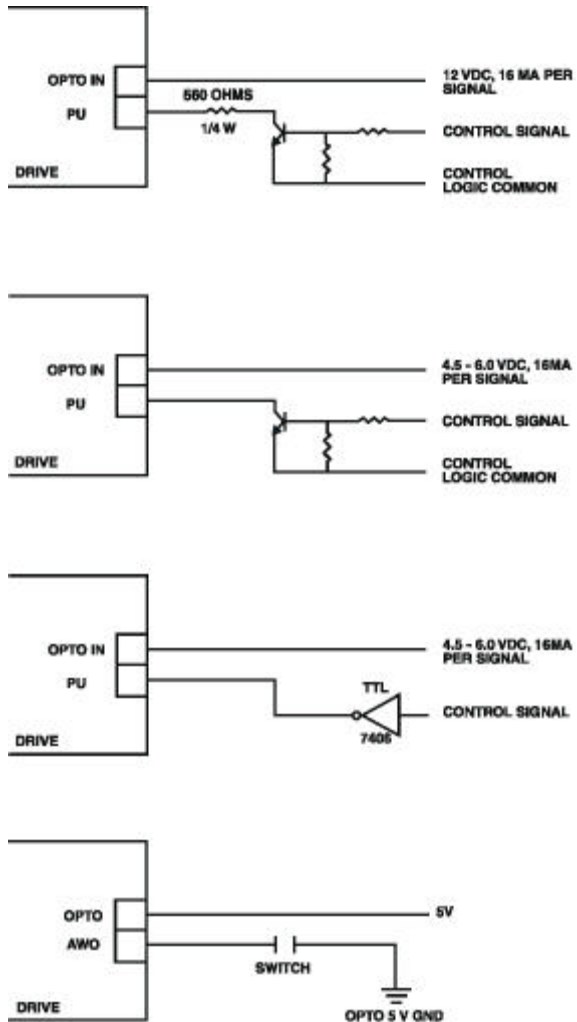 OPTO IN
12 VDC, 16 MA PER
SIGNAL
560 OHMS
PU
1/4 W
CONTROL SIGNAL
DRIVE
CONTROL
LOGIC COMMON
OPTO IN
4.5 - 6.0 VDC, 16MA
PER SIGNAL
PU
CONTROL SIGNAL
DRIVE
CONTROL
LOGIC COMMON
OPTO IN
4.5 - 6.0 VDC, 16MA
PER SIGNAL
PU
TTL
CONTROL SIGNAL
DRIVE
7406
OPTO
5V
AWO
SWITCH
DRIVE
OPTO 5 V GND